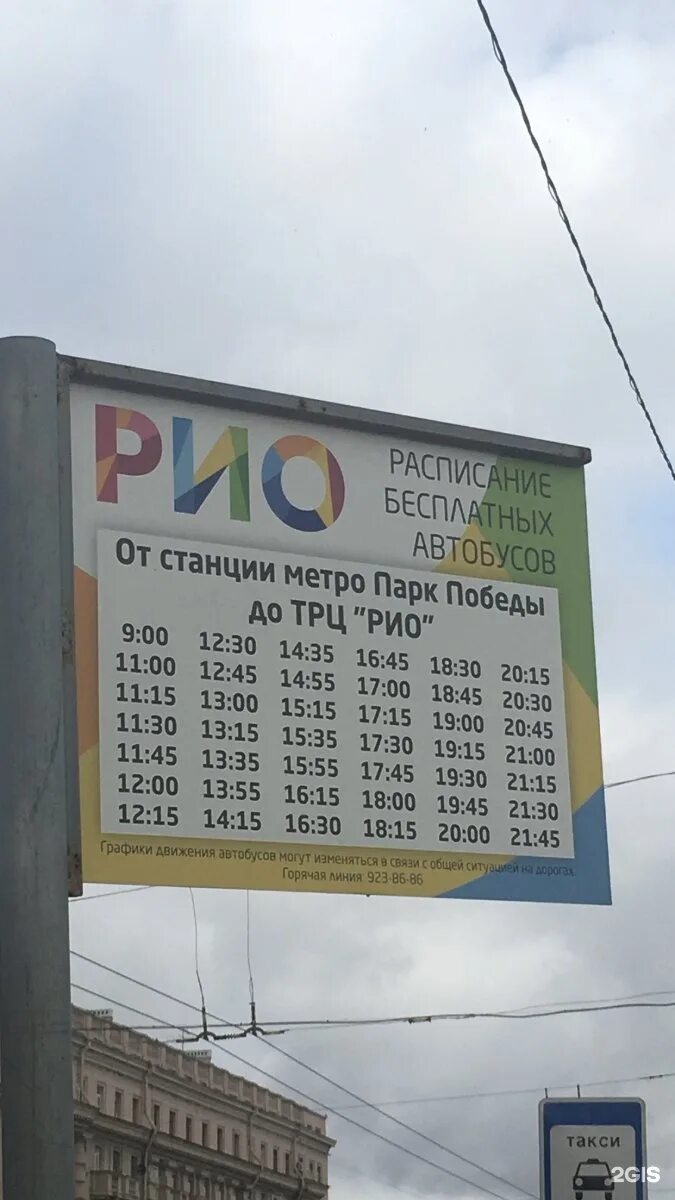 РИО
РАСПИСАНИЕ
БЕСПЛАТНЫХ
АВТОБУСОВ
От станции метро Парк Победы
до ТРЦ "РИО"
9:00 12:30 14:35 16:45 18:30 20:15
11:00 12:45 14:55 17:00 18:45 20:30
11:15 13:00 15:15 17:15 19:00 20:45
11:30 13:15 15:35 17:30 19:15 21:00
11:45 13:35 15:55 17:45 19:30 21:15
12:00 13:55 16:15 18:00 19:45 21:30
12:15 14:15 16:30 18:15 20:00 21:45
Графики движения автобусов могут изменяться в связи с общей ситуацией на дорогах.
Горячая линия: 923-86-86
такси
2GIS